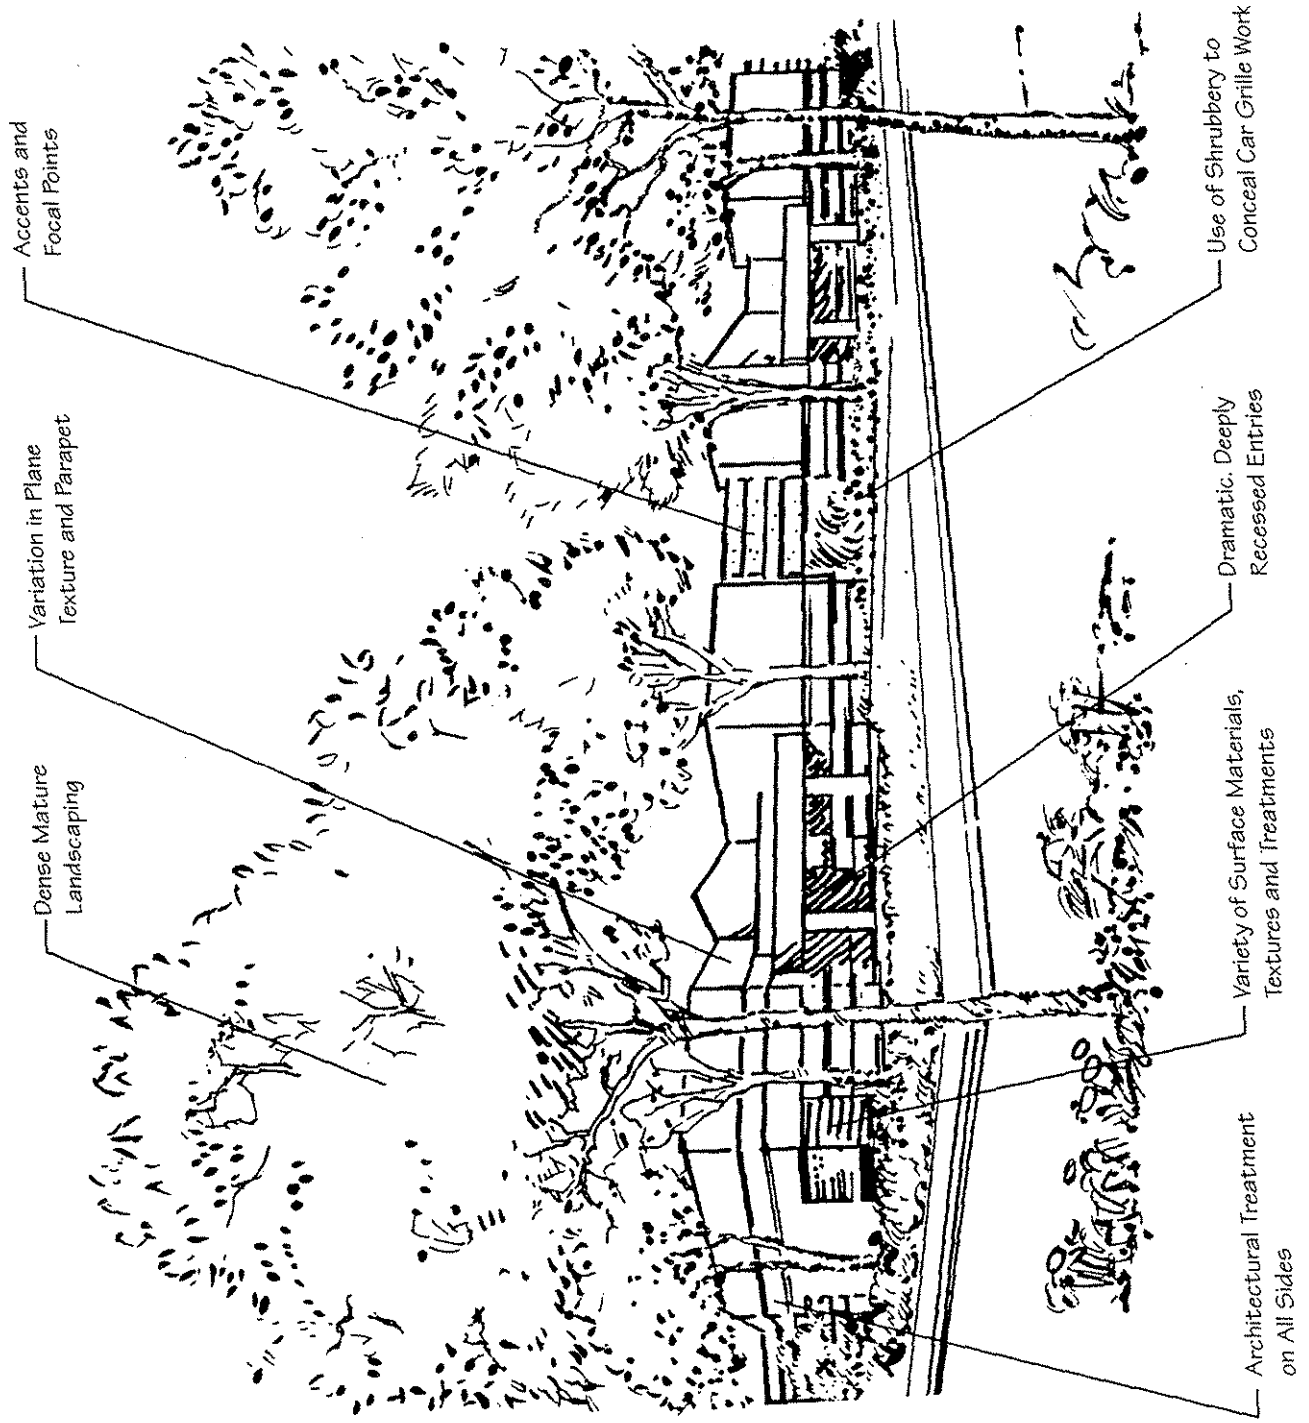 Dense Mature
Landscaping
Variation in Plane
Texture and Parapet
Accents and
Focal Points
Architectural Treatment
on All Sides
Variety of Surface Materials,
Textures and Treatments
Dramatic. Deeply
Recessed Entries
Use of Shrubbery to
Conceal Car Grille Work